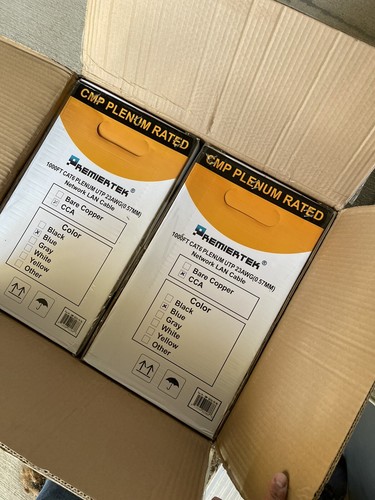 CMP PLENUM RATED
PREMIERTEK®
1000FT CAT6 PLENUM UTP 23AWG(0.57MM)
Network LAN Cable
Bare Copper
CCA
Color
Black
Blue
Gray
White
Yellow
Other
CMP PLENUM RATED
PREMIERTEK®
1000FT CAT6 PLENUM UTP 23AWG(0.57MM)
Network LAN Cable
Bare Copper
CCA
Color
Black
Blue
Gray
White
Yellow
Other